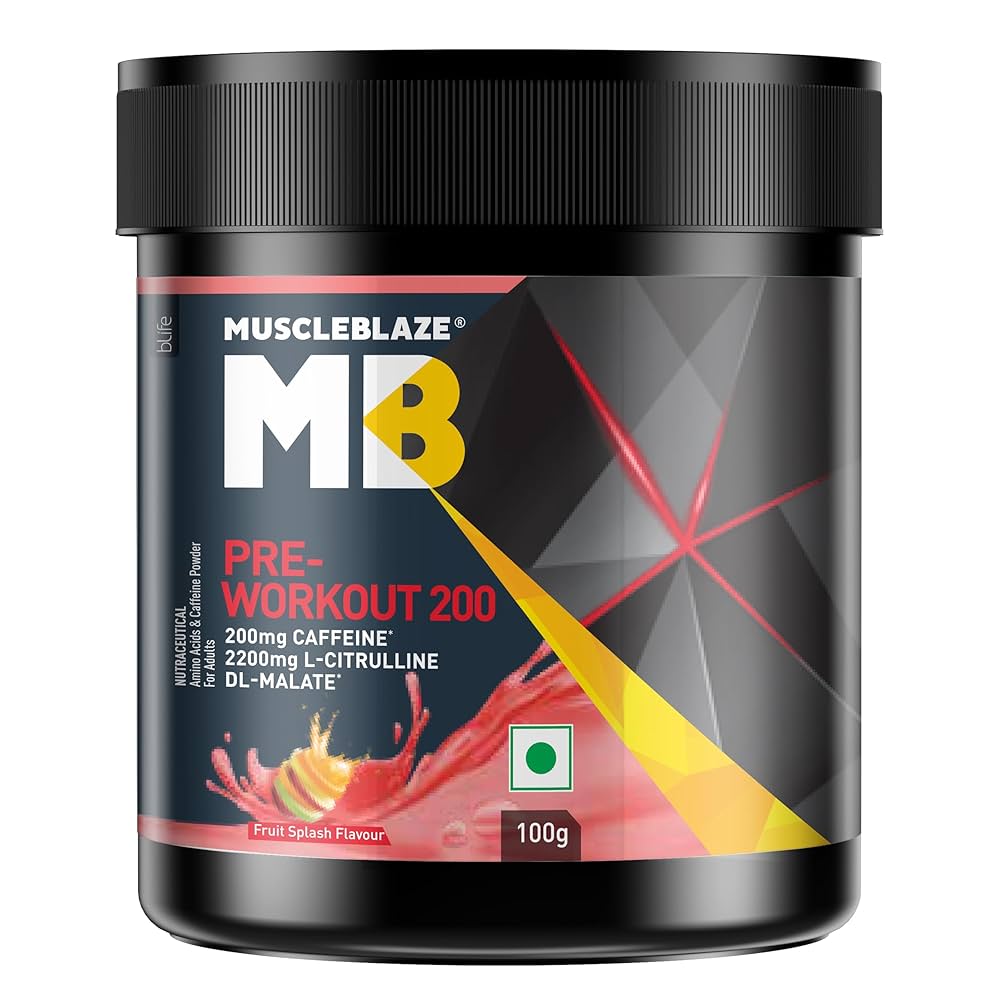 blife
MUSCLEBLAZE®
MB
PRE-
WORKOUT 200
200mg CAFFEINE*
2200mg L-CITRULLINE
DL-MALATE*
NUTRACEUTICAL
Amino Acids & Caffeine Powder
For Adults
Fruit Splash Flavour
100g